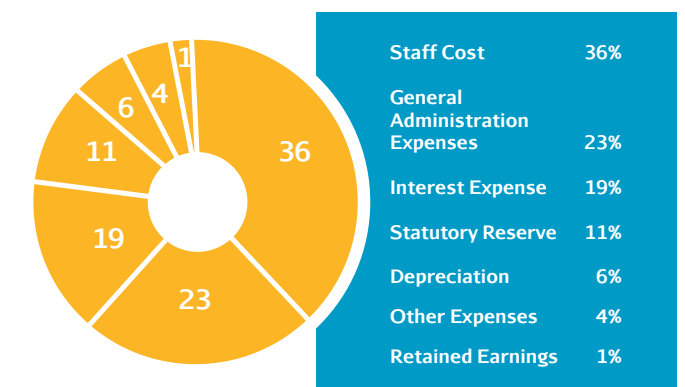 1
4
6
11
19
23
36
Staff Cost 36%
General
Administration
Expenses 23%
Interest Expense 19%
Statutory Reserve 11%
Depreciation 6%
Other Expenses 4%
Retained Earnings 1%